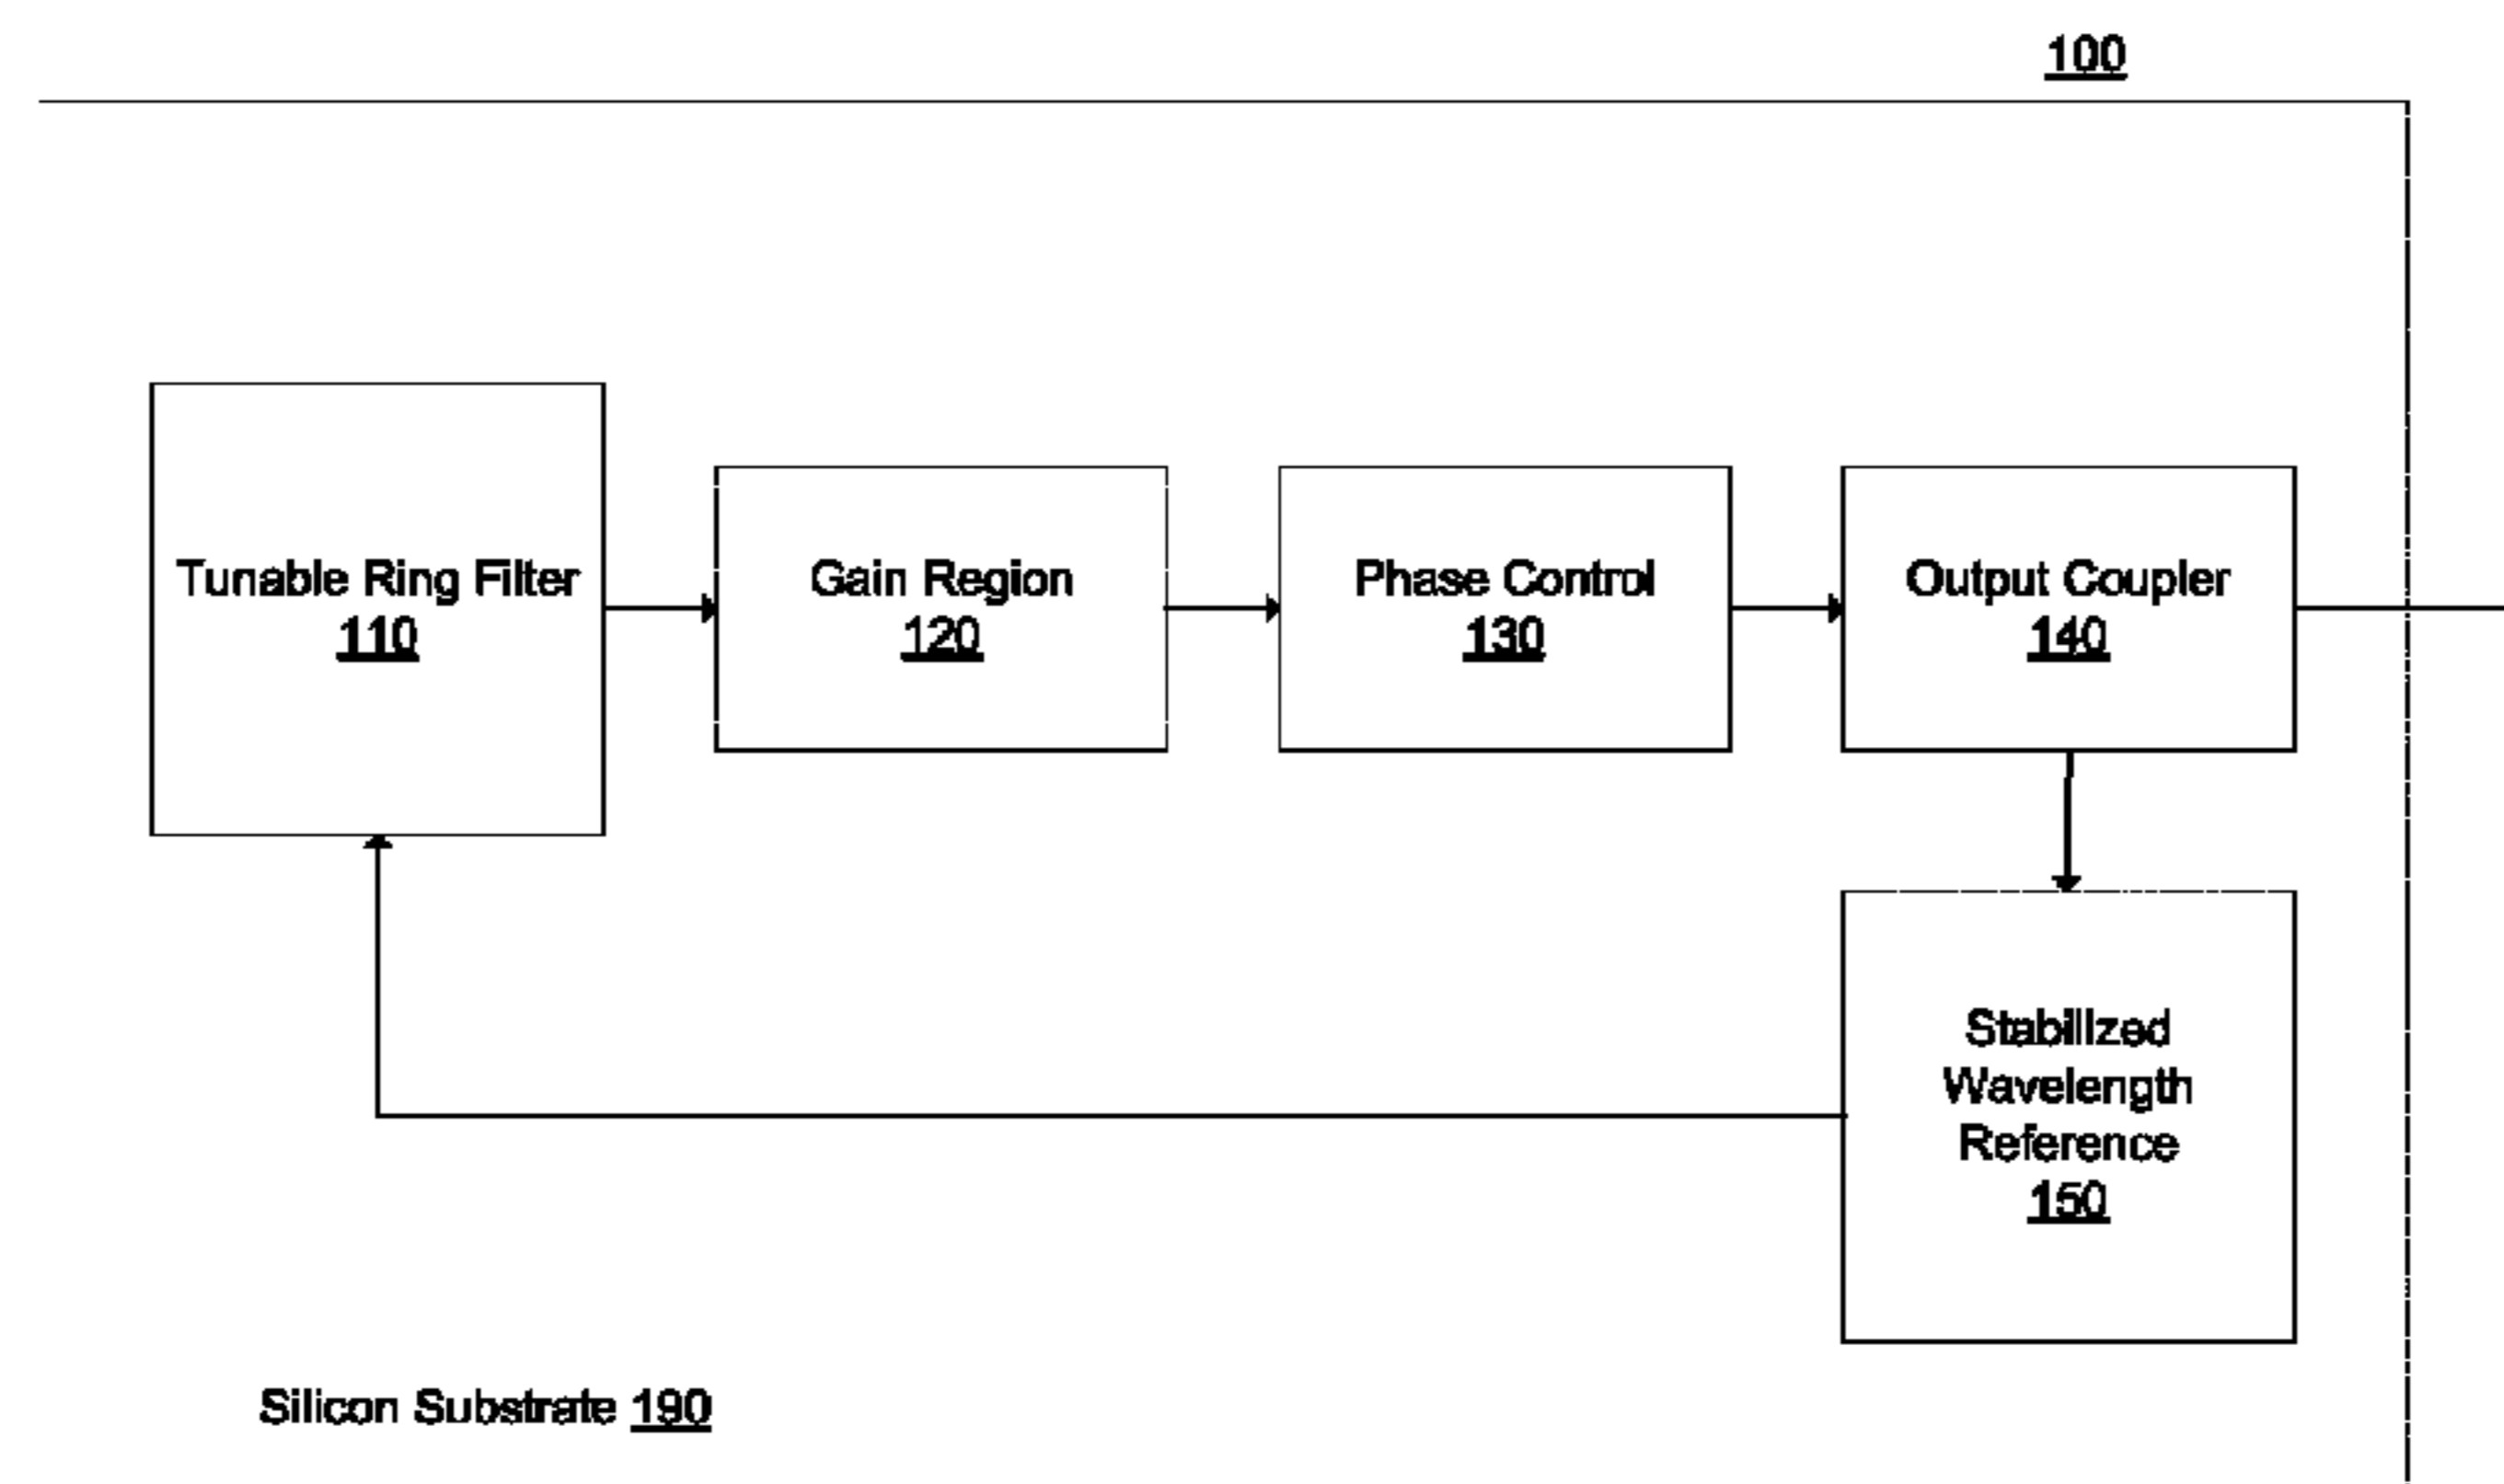 100
Tunable Ring Filter
110
Gain Region
120
Phase Control
130
Output Coupler
140
Stabilized
Wavelength
Reference
150
Silicon Substrate 190